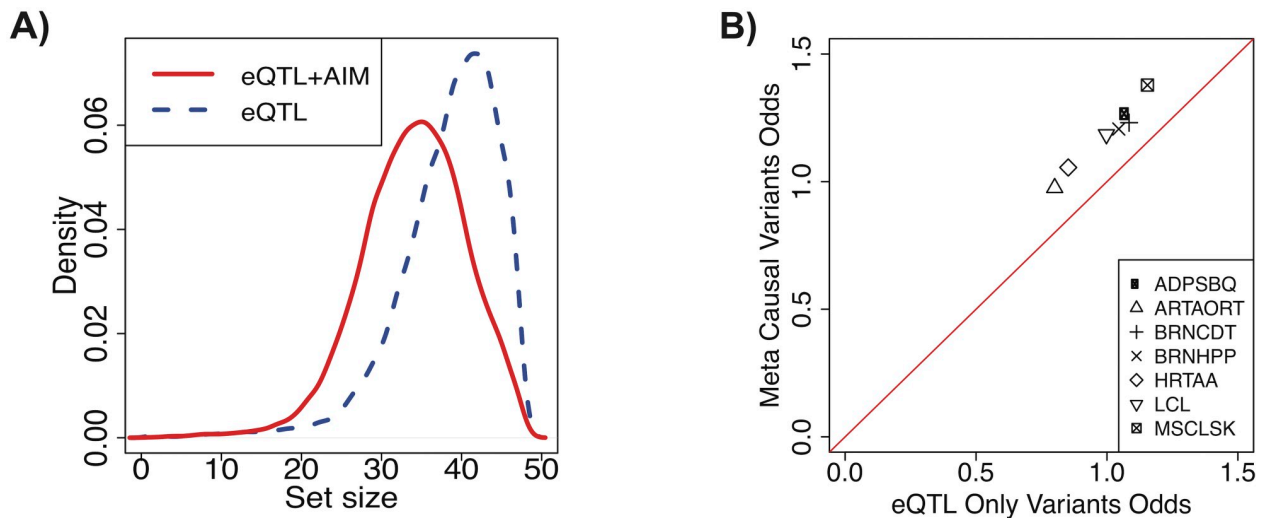 A)
eQTL+AIM
eQTL
Density
0.00
0.02
0.04
0.06
0
10
20
30
40
50
Set size
B)
Meta Causal Variants Odds
0.0
0.5
1.0
1.5
ADPSBQ
ARTAORT
BRNCDT
BRNHPP
HRTAA
LCL
MSCLSK
0.0
0.5
1.0
1.5
eQTL Only Variants Odds